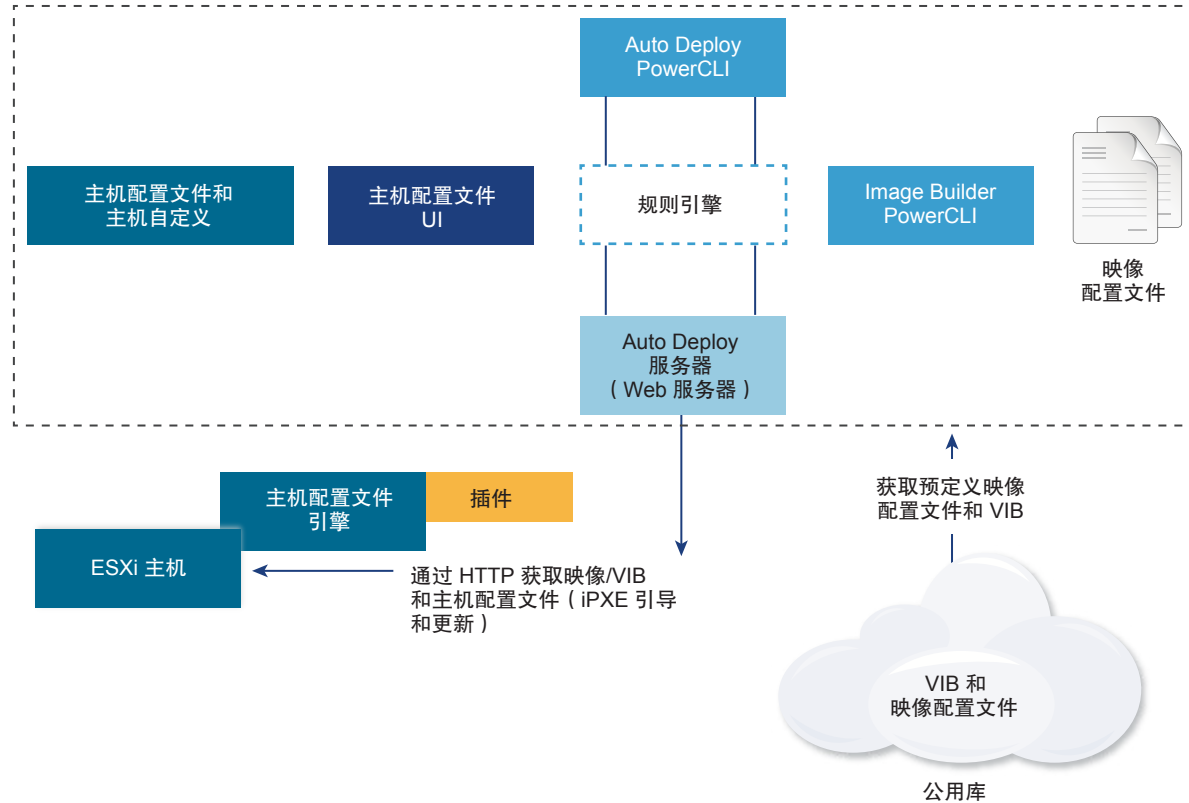 Auto Deploy
PowerCLI
主机配置文件和
主机自定义
主机配置文件
UI
规则引擎
Image Builder
PowerCLI
映像
配置文件
Auto Deploy
服务器
（Web 服务器）
主机配置文件
引擎
插件
ESXi 主机
通过 HTTP 获取映像/VIB
和主机配置文件（iPXE 引导
和更新）
获取预定义映像
配置文件和 VIB
VIB 和
映像配置文件
公用库